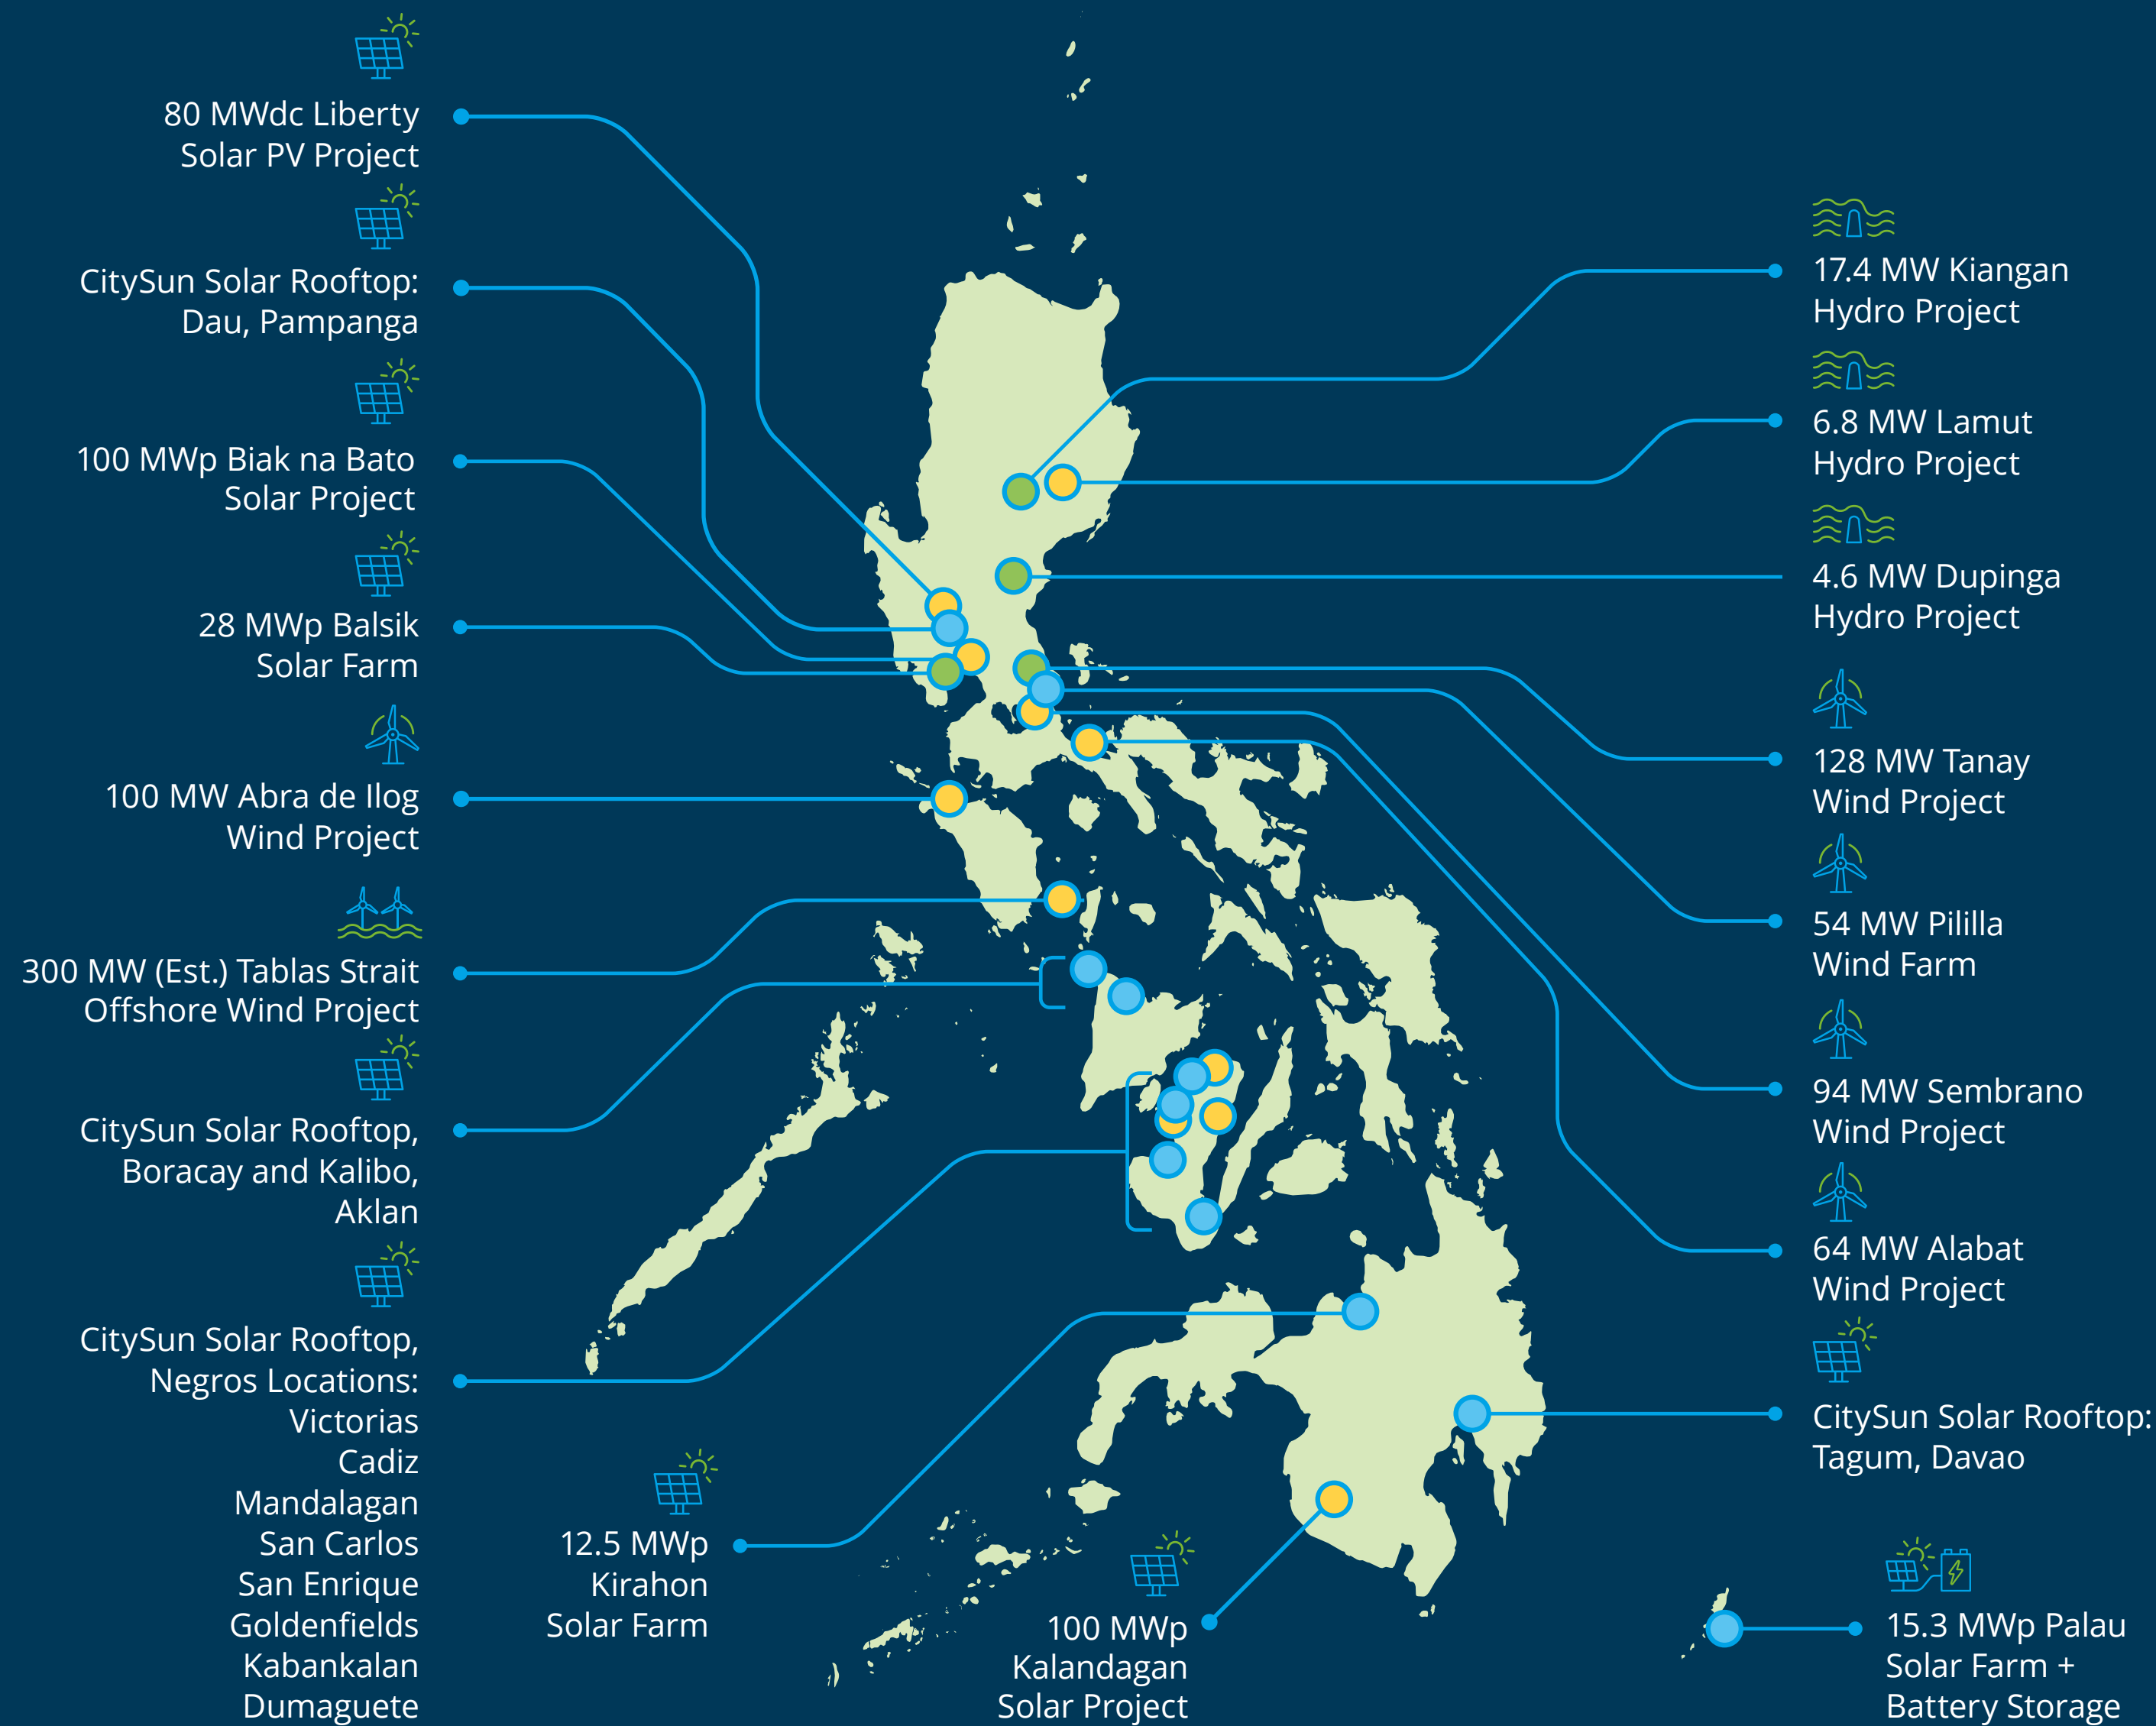 80 MWdc Liberty
Solar PV Project
CitySun Solar Rooftop:
Dau, Pampanga
100 MWp Biak na Bato
Solar Project
28 MWp Balsik
Solar Farm
100 MW Abra de Ilog
Wind Project
300 MW (Est.) Tablas Strait
Offshore Wind Project
CitySun Solar Rooftop,
Boracay and Kalibo,
Aklan
CitySun Solar Rooftop,
Negros Locations:
Victorias
Cadiz
Mandalagan
San Carlos
San Enrique
Goldenfields
Kabankalan
Dumaguete
12.5 MWp
Kirahon
Solar Farm
100 MWp
Kalandagan
Solar Project
17.4 MW Kiangan
Hydro Project
6.8 MW Lamut
Hydro Project
4.6 MW Dupinga
Hydro Project
128 MW Tanay
Wind Project
54 MW Pililla
Wind Farm
94 MW Sembrano
Wind Project
64 MW Alabat
Wind Project
CitySun Solar Rooftop:
Tagum, Davao
15.3 MWp Palau
Solar Farm +
Battery Storage